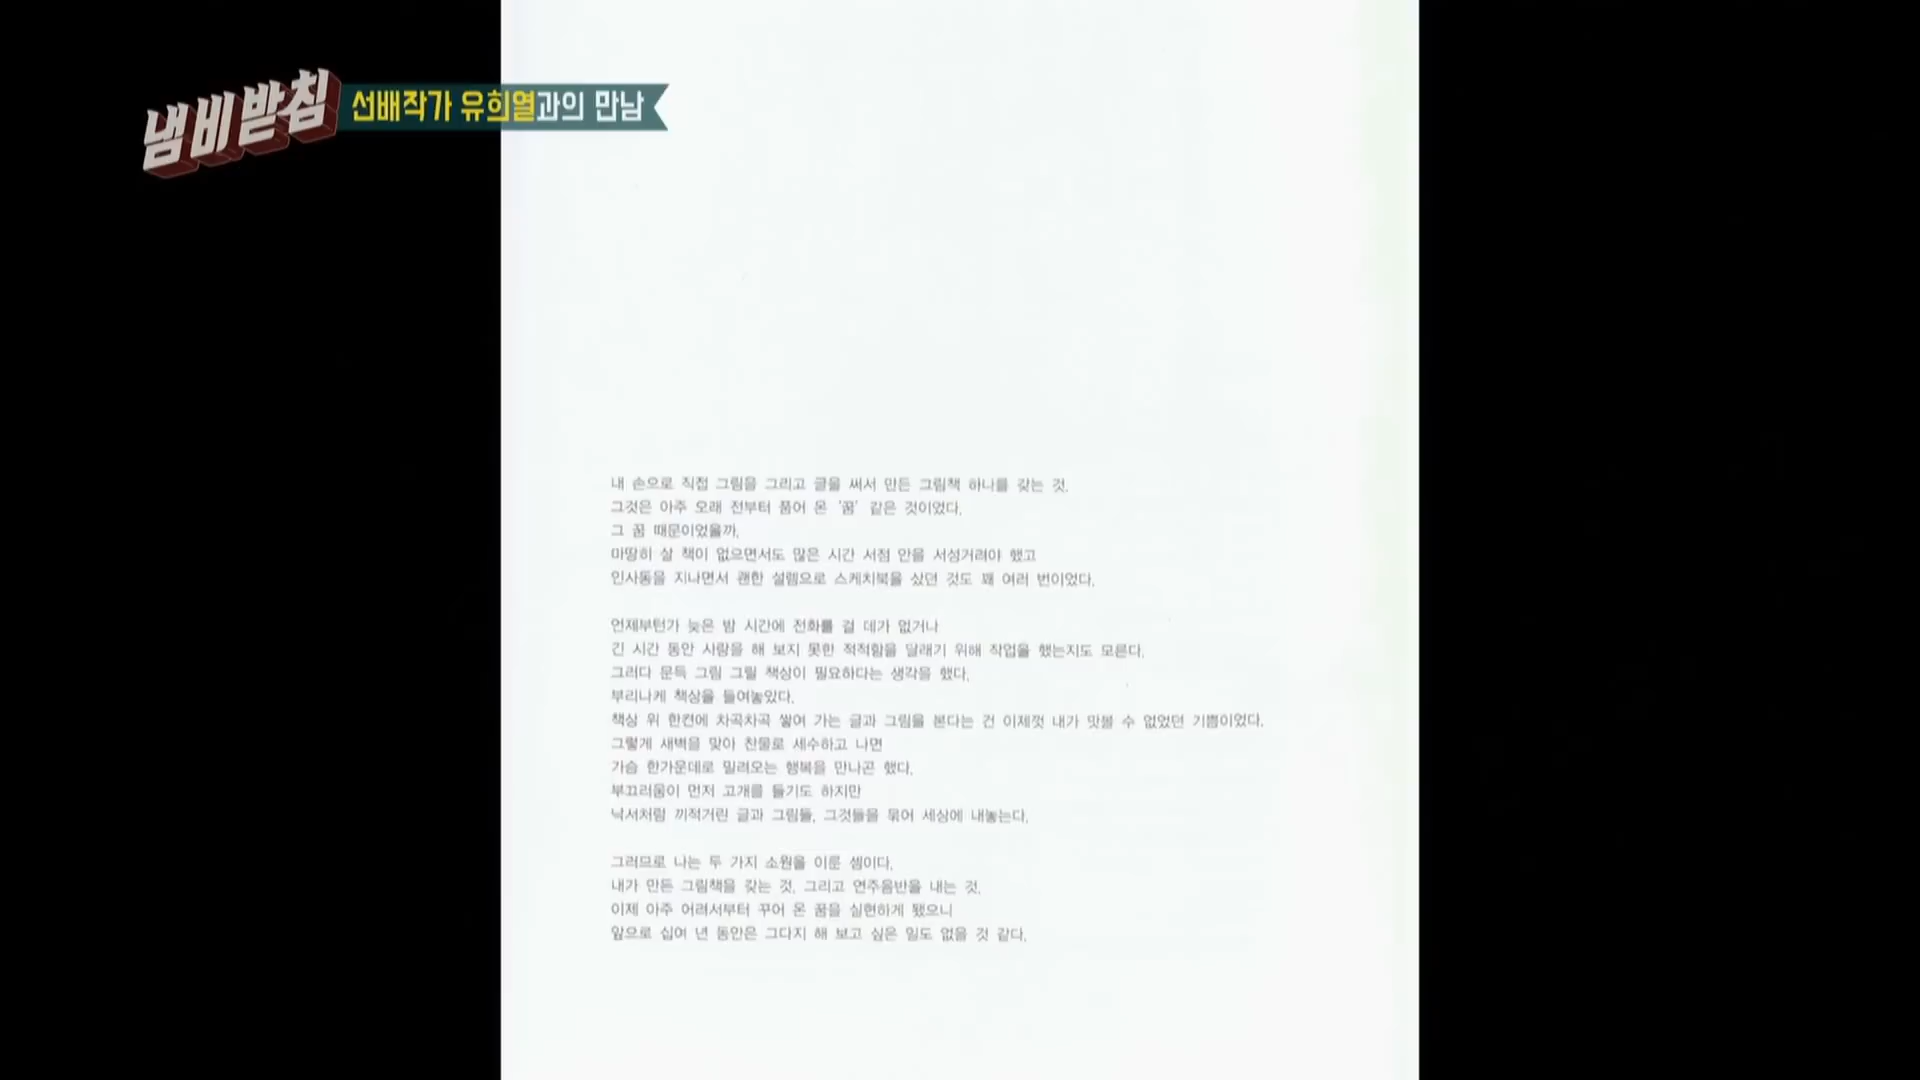 냄비받침
선배작가 유희열과의 만남
내 손으로 직접 그림을 그리고 글을 써서 만든 그림책 하나를 갖는 것.
그것은 아주 오래 전부터 품어 온 '꿈' 같은 것이었다.
그 꿈 때문이었을까.
마땅히 살 책이 없으면서도 많은 시간 서점 안을 서성거려야 했고
인사동을 지나면서 괜한 설렘으로 스케치북을 샀던 것도 꽤 여러 번이었다.
언제부턴가 늦은 밤 시간에 전화를 걸 데가 없거나
긴 시간 동안 사랑을 해 보지 못한 적적함을 달래기 위해 작업을 했는지도 모른다.
그러다 문득 그림 그릴 책상이 필요하다는 생각을 했다.
부리나케 책상을 들여놓았다.
책상 위 한켠에 차곡차곡 쌓여 가는 글과 그림을 본다는 건 이제껏 내가 맛볼 수 없었던 기쁨이었다.
그렇게 새벽을 맞아 찬물로 세수하고 나면
가슴 한가운데로 밀려오는 행복을 만나곤 했다.
부끄러움이 먼저 고개를 들기도 하지만
낙서처럼 끼적거린 글과 그림들, 그것들을 묶어 세상에 내놓는다.
그러므로 나는 두 가지 소원을 이룬 셈이다.
내가 만든 그림책을 갖는 것, 그리고 연주음반을 내는 것.
이제 아주 어려서부터 꾸어 온 꿈을 실현하게 됐으니
앞으로 십여 년 동안은 그다지 해 보고 싶은 일도 없을 것 같다.